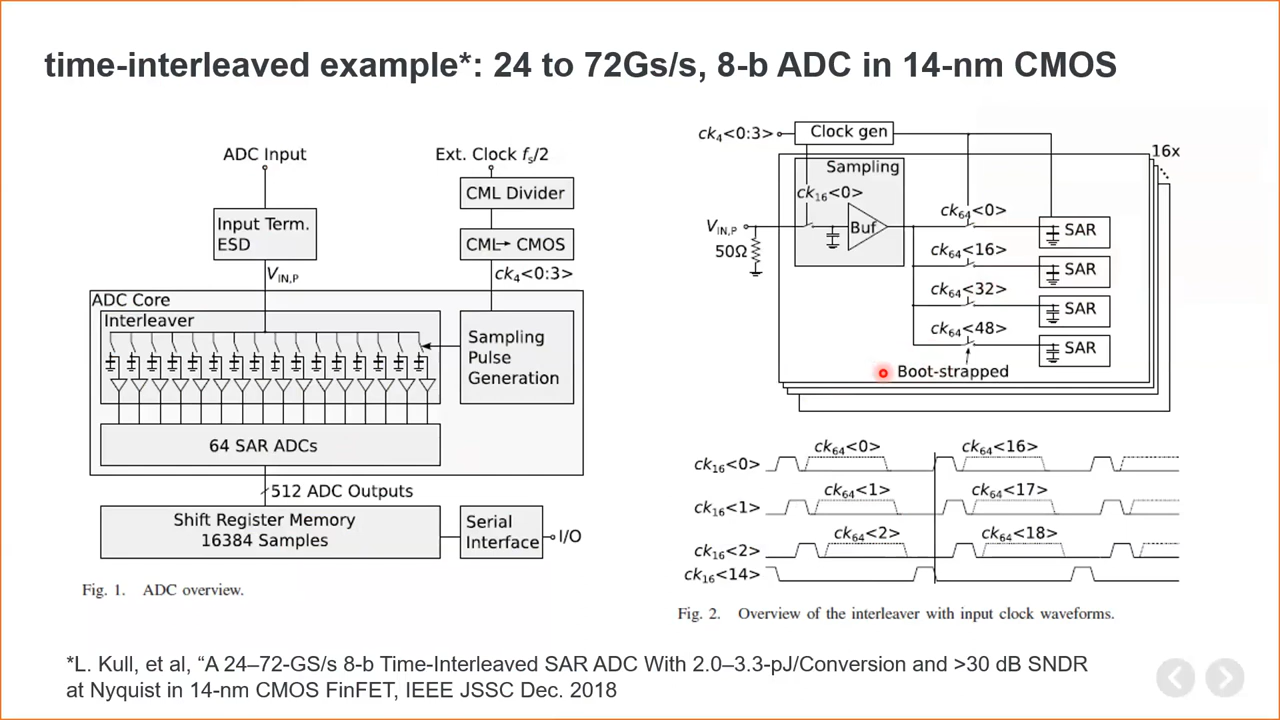 time-interleaved example*: 24 to 72Gs/s, 8-b ADC in 14-nm CMOS
ADC Input
Ext. Clock fs/2
CML Divider
Input Term.
ESD
CML→ CMOS
VIN,P
ck4<0:3>
ADC Core
Interleaver
Sampling
Pulse
Generation
64 SAR ADCs
512 ADC Outputs
Shift Register Memory
16384 Samples
Serial
Interface
I/O
Fig. 1. ADC overview.
ck4<0:3>
Clock gen
16x
Sampling
ck16<0>
VIN,P
50Ω
Buf
ck64<0>
SAR
ck64<16>
SAR
ck64<32>
SAR
ck64<48>
SAR
Boot-strapped
ck64<0>
ck64<16>
ck16<0>
ck64<1>
ck64<17>
ck16<1>
ck64<2>
ck64<18>
ck16<2>
ck16<14>
Fig. 2. Overview of the interleaver with input clock waveforms.
*L. Kull, et al, “A 24–72-GS/s 8-b Time-Interleaved SAR ADC With 2.0–3.3-pJ/Conversion and >30 dB SNDR
at Nyquist in 14-nm CMOS FinFET, IEEE JSSC Dec. 2018